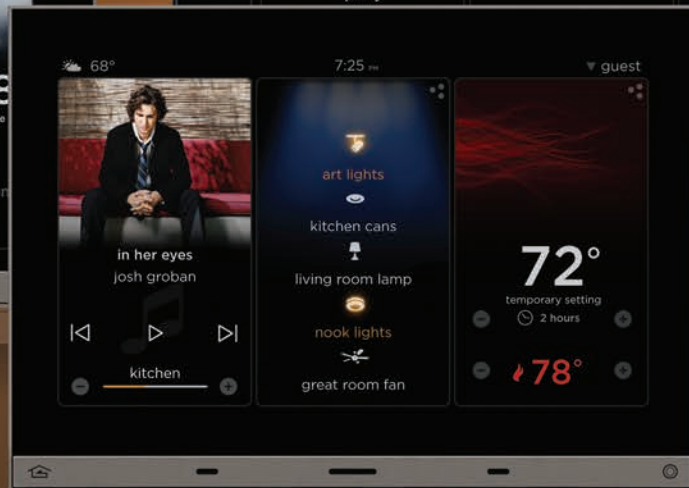 68°
7:25 PM
guest
in her eyes
josh groban
kitchen
art lights
kitchen cans
living room lamp
nook lights
great room fan
72°
temporary setting
2 hours
78°